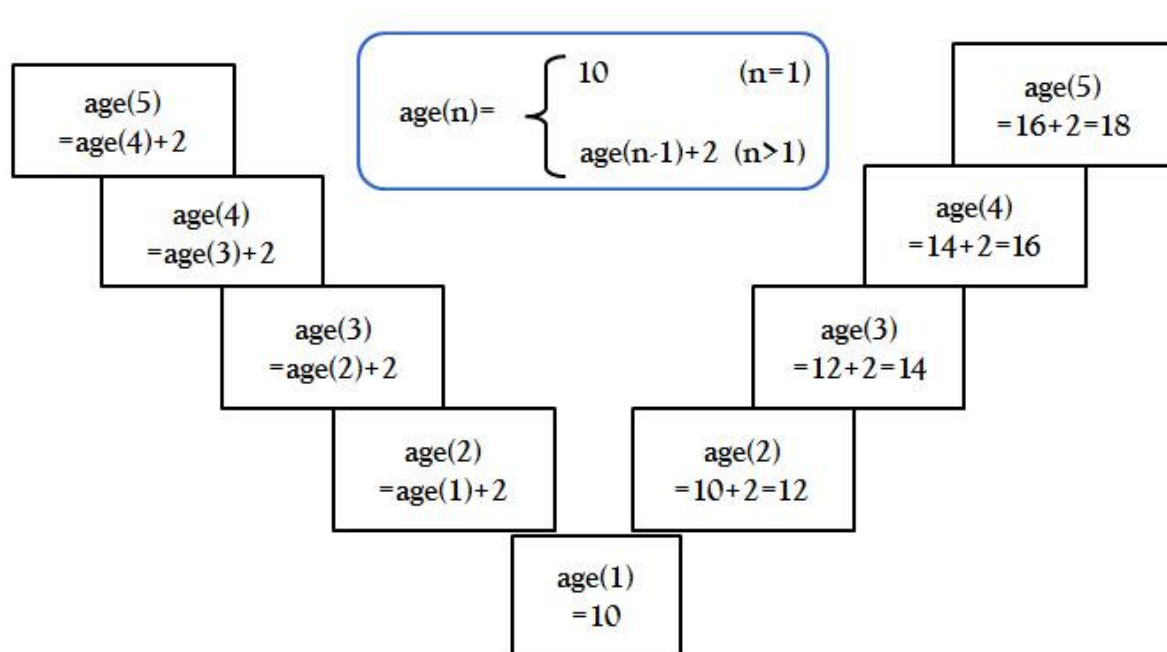 age(n)=
10 (n=1)
age(n-1)+2 (n>1)
age(5)
=age(4)+2
age(4)
=age(3)+2
age(3)
=age(2)+2
age(2)
=age(1)+2
age(1)
=10
age(2)
=10+2=12
age(3)
=12+2=14
age(4)
=14+2=16
age(5)
=16+2=18